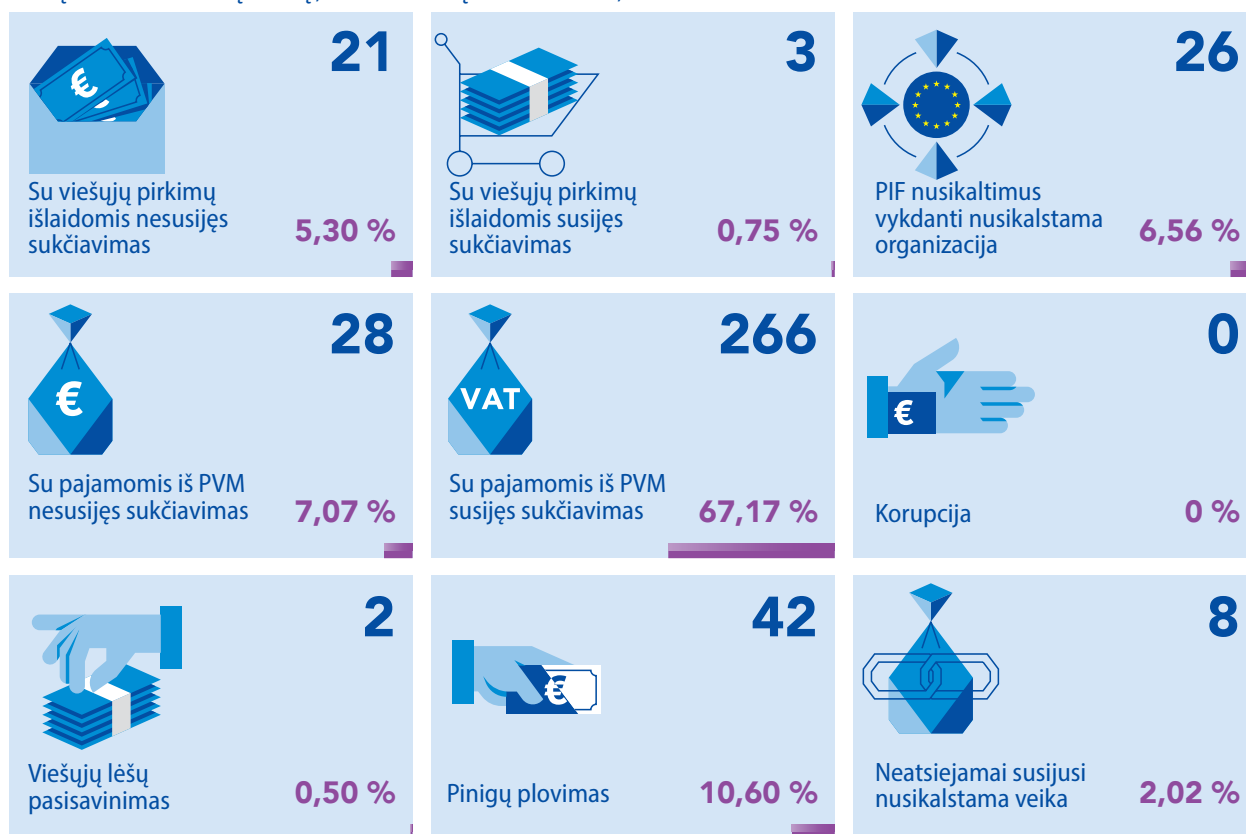 21
€
Su viešųjų pirkimų
išlaidomis nesusijęs
sukčiavimas
5,30 %
3
Su viešųjų pirkimų
išlaidomis susijęs
sukčiavimas
0,75 %
26
PIF nusikaltimus
vykdanti nusikalstama
organizacija
6,56 %
28
€
Su pajamomis iš PVM
nesusijęs sukčiavimas
7,07 %
266
VAT
Su pajamomis iš PVM
susijęs sukčiavimas
67,17 %
0
€
Korupcija
0 %
2
Viešųjų lėšų
pasisavinimas
0,50 %
42
€
Pinigų plovimas
10,60 %
8
Neatsiejamai susijusi
nusikalstama veika
2,02 %